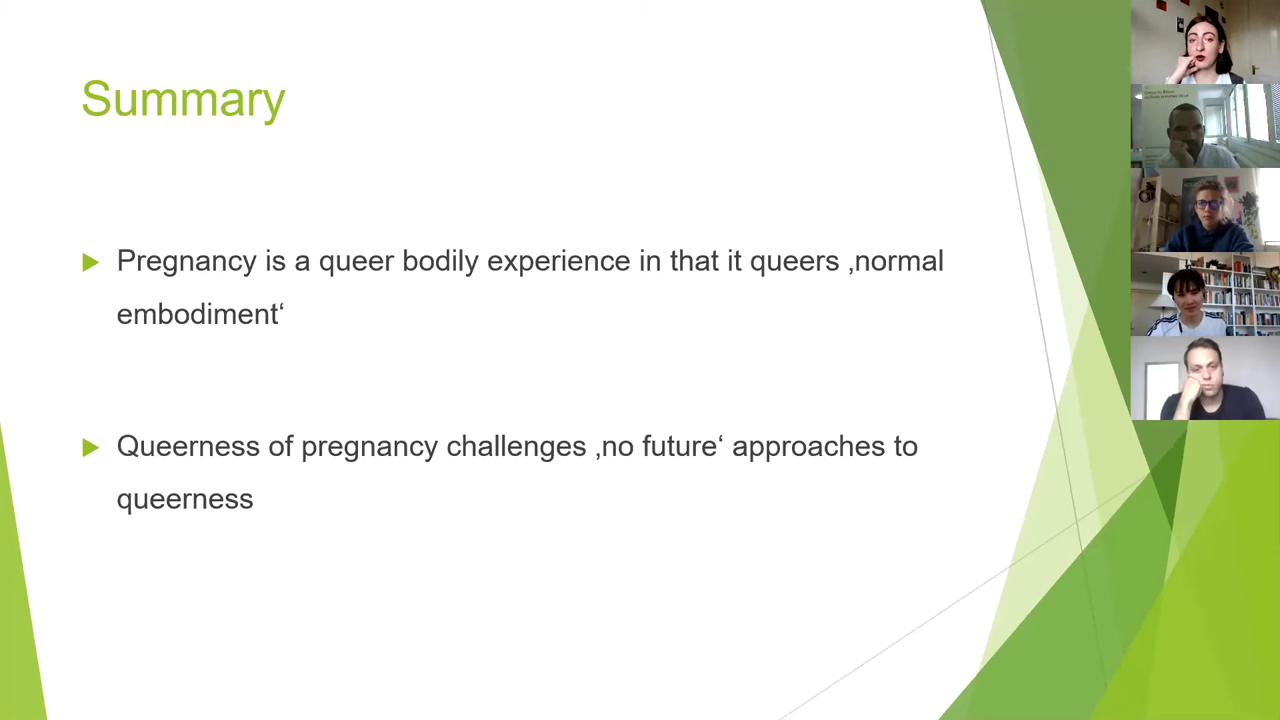 Summary
Pregnancy is a queer bodily experience in that it queers ‚normal
embodiment‘
Queerness of pregnancy challenges ‚no future‘ approaches to
queerness